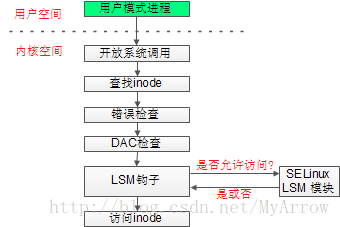 用户空间
用户模式进程
内核空间
开放系统调用
查找inode
错误检查
DAC检查
是否允许访问?
LSM钩子
SELinux
LSM 模块
是或否
http://blog.csdn.net/MyArrow
访问inode